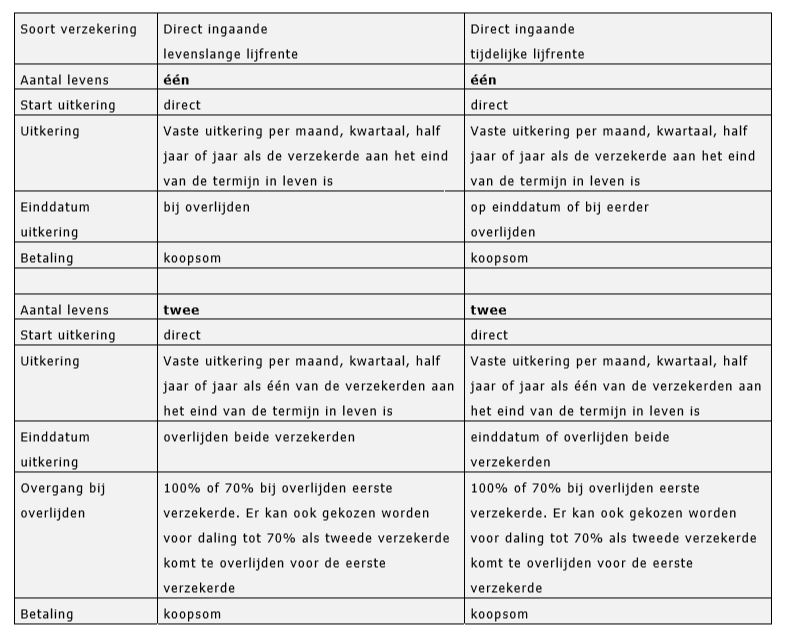 Soort verzekering
Direct ingaande
levenslange lijfrente
Direct ingaande
tijdelijke lijfrente
Aantal levens
één
één
Start uitkering
direct
direct
Uitkering
Vaste uitkering per maand, kwartaal, half
jaar of jaar als de verzekerde aan het eind
van de termijn in leven is
Vaste uitkering per maand, kwartaal, half
jaar of jaar als de verzekerde aan het eind
van de termijn in leven is
Einddatum
uitkering
bij overlijden
op einddatum of bij eerder
overlijden
Betaling
koopsom
koopsom
Aantal levens
twee
twee
Start uitkering
direct
direct
Uitkering
Vaste uitkering per maand, kwartaal, half
jaar of jaar als één van de verzekerden aan
het eind van de termijn in leven is
Vaste uitkering per maand, kwartaal, half
jaar of jaar als één van de verzekerden aan
het eind van de termijn in leven is
Einddatum
uitkering
overlijden beide verzekerden
einddatum of overlijden beide
verzekerden
Overgang bij
overlijden
100% of 70% bij overlijden eerste
verzekerde. Er kan ook gekozen worden
voor daling tot 70% als tweede verzekerde
komt te overlijden voor de eerste
verzekerde
100% of 70% bij overlijden eerste
verzekerde. Er kan ook gekozen worden
voor daling tot 70% als tweede verzekerde
komt te overlijden voor de eerste
verzekerde
Betaling
koopsom
koopsom